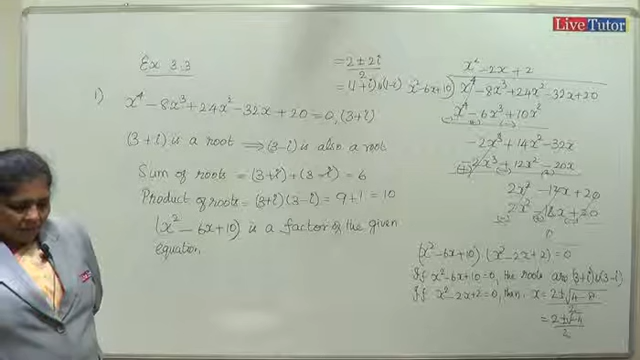 Live Tutor
Ex 3.3
1) x⁴ - 8x³ + 24x² - 32x + 20 = 0, (3+i)
(3+i) is a root ⟹ (3-i) is also a root
Sum of roots = (3+i) + (3-i) = 6
Product of roots = (3+i)(3-i) = 9+1 = 10
(x² - 6x + 10) is a factor of the given
equation.
= 2 ± 2i / 2
= (1+i) & (1-i)
x² - 2x + 2
x² - 6x + 10) x⁴ - 8x³ + 24x² - 32x + 20
x⁴ - 6x³ + 10x²
(-) (+) (-)
-2x³ + 14x² - 32x
-2x³ + 12x² - 20x
(+) (-) (+)
2x² - 12x + 20
2x² - 12x + 20
0
(x² - 6x + 10) (x² - 2x + 2) = 0
If x² - 6x + 10 = 0, the roots are (3+i) & (3-i)
If x² - 2x + 2 = 0, then x = 2 ± √4-8 / 2
= 2 ± √-4 / 2